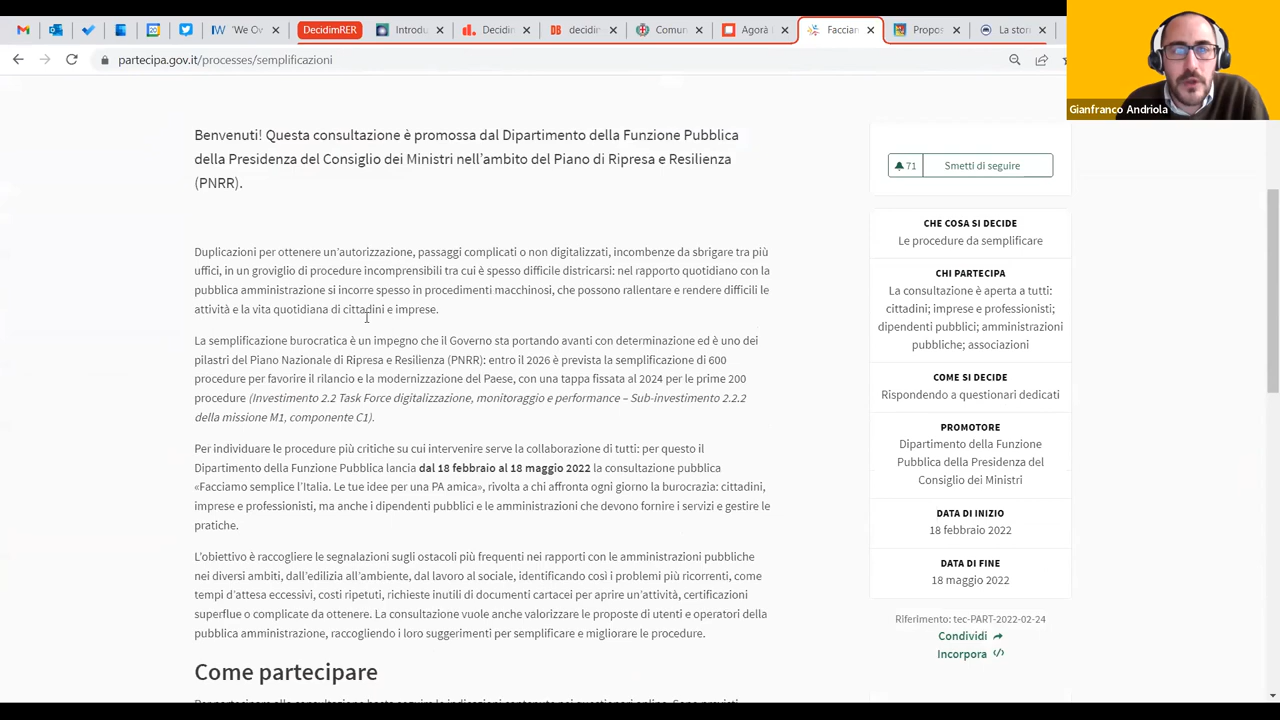 'We Ov
DecidimRER
Introdu
Decidin
decidin
Comun
Agorà
Faccian
Propos
La ston
partecipa.gov.it/processes/semplificazioni
Gianfranco Andriola
Benvenuti! Questa consultazione è promossa dal Dipartimento della Funzione Pubblica
della Presidenza del Consiglio dei Ministri nell'ambito del Piano di Ripresa e Resilienza
(PNRR).
Duplicazioni per ottenere un'autorizzazione, passaggi complicati o non digitalizzati, incombenze da sbrigare tra più
uffici, in un groviglio di procedure incomprensibili tra cui è spesso difficile districarsi: nel rapporto quotidiano con la
pubblica amministrazione si incorre spesso in procedimenti macchinosi, che possono rallentare e rendere difficili le
attività e la vita quotidiana di cittadini e imprese.
La semplificazione burocratica è un impegno che il Governo sta portando avanti con determinazione ed è uno dei
pilastri del Piano Nazionale di Ripresa e Resilienza (PNRR): entro il 2026 è prevista la semplificazione di 600
procedure per favorire il rilancio e la modernizzazione del Paese, con una tappa fissata al 2024 per le prime 200
procedure (Investimento 2.2 Task Force digitalizzazione, monitoraggio e performance – Sub-investimento 2.2.2
della missione M1, componente C1).
Per individuare le procedure più critiche su cui intervenire serve la collaborazione di tutti: per questo il
Dipartimento della Funzione Pubblica lancia dal 18 febbraio al 18 maggio 2022 la consultazione pubblica
«Facciamo semplice l'Italia. Le tue idee per una PA amica», rivolta a chi affronta ogni giorno la burocrazia: cittadini,
imprese e professionisti, ma anche i dipendenti pubblici e le amministrazioni che devono fornire i servizi e gestire le
pratiche.
L'obiettivo è raccogliere le segnalazioni sugli ostacoli più frequenti nei rapporti con le amministrazioni pubbliche
nei diversi ambiti, dall'edilizia all'ambiente, dal lavoro al sociale, identificando così i problemi più ricorrenti, come
tempi d'attesa eccessivi, costi ripetuti, richieste inutili di documenti cartacei per aprire un'attività, certificazioni
superflue o complicate da ottenere. La consultazione vuole anche valorizzare le proposte di utenti e operatori della
pubblica amministrazione, raccogliendo i loro suggerimenti per semplificare e migliorare le procedure.
Come partecipare
71
Smetti di seguire
CHE COSA SI DECIDE
Le procedure da semplificare
CHI PARTECIPA
La consultazione è aperta a tutti:
cittadini; imprese e professionisti;
dipendenti pubblici; amministrazioni
pubbliche; associazioni
COME SI DECIDE
Rispondendo a questionari dedicati
PROMOTORE
Dipartimento della Funzione
Pubblica della Presidenza del
Consiglio dei Ministri
DATA DI INIZIO
18 febbraio 2022
DATA DI FINE
18 maggio 2022
Riferimento: tec-PART-2022-02-24
Condividi
Incorpora